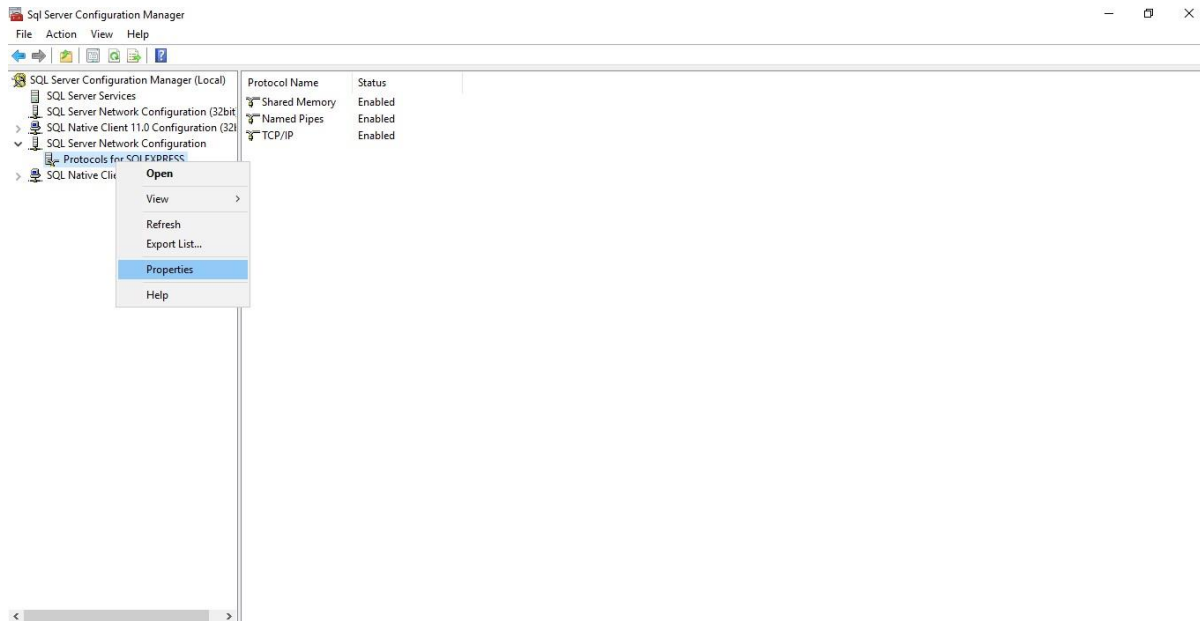 Sql Server Configuration Manager
File Action View Help
SQL Server Configuration Manager (Local)
SQL Server Services
SQL Server Network Configuration (32bit
SQL Native Client 11.0 Configuration (32
SQL Server Network Configuration
Protocols for SQLEXPRESS
SQL Native Clie
Open
View
Refresh
Export List...
Properties
Help
Protocol Name Status
Shared Memory Enabled
Named Pipes Enabled
TCP/IP Enabled